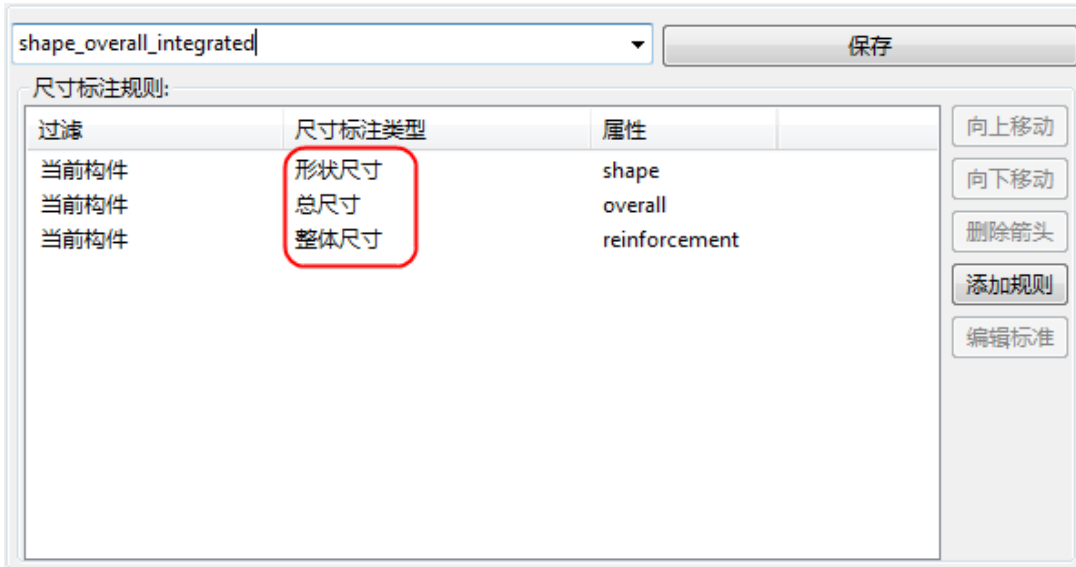 shape_overall_integrated 保存
尺寸标注规则:
过滤 尺寸标注类型 属性 向上移动
当前构件 形状尺寸 shape
向下移动
当前构件 总尺寸 overall
当前构件 整体尺寸 reinforcement 删除箭头
添加规则
编辑标准